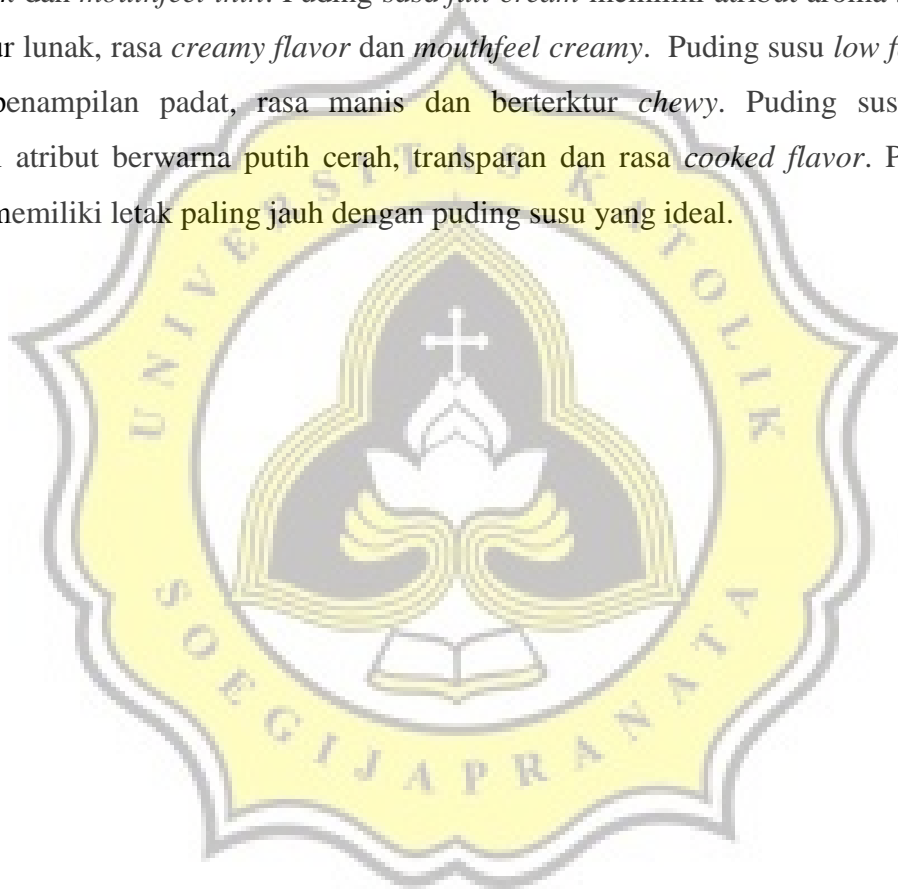 dan mouthfeel thin. Puding susu full cream memiliki atribut aroma
lunak, rasa creamy flavor dan mouthfeel creamy. Puding susu low
penampilan padat, rasa manis dan berterktur chewy. Puding
atribut berwarna putih cerah, transparan dan rasa cooked flavor.
memiliki letak paling jauh dengan puding susu yang ideal.
UNIVERSITAS KATOLIK
SOEGIJAPRANATA